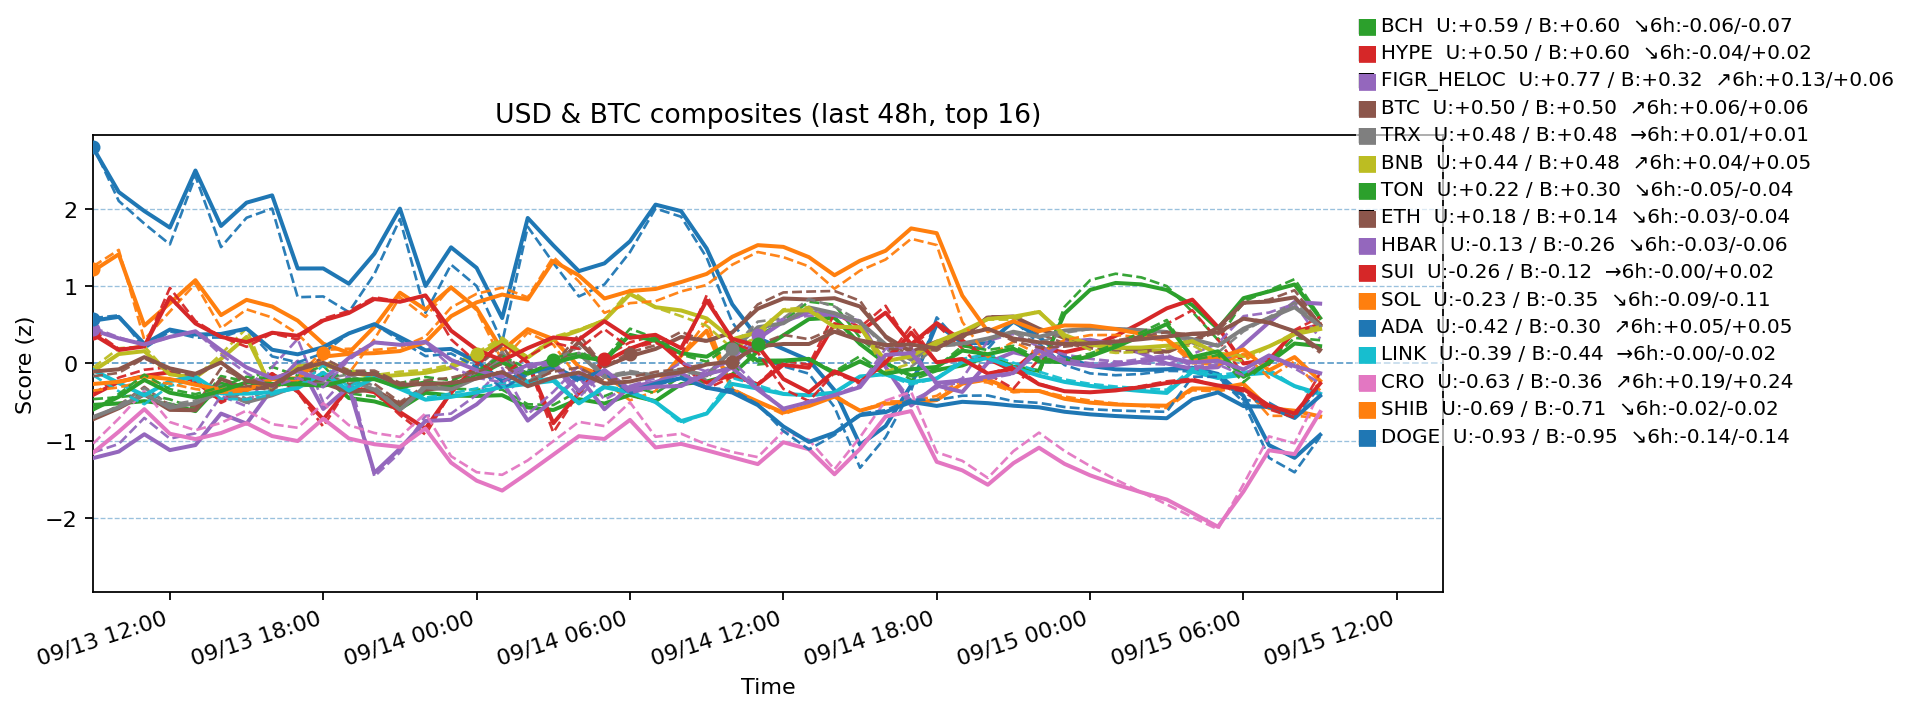 BCH  U:+0.59 / B:+0.60  ↘6h:-0.06/-0.07
HYPE  U:+0.50 / B:+0.60  ↘6h:-0.04/+0.02
FIGR_HELOC  U:+0.77 / B:+0.32  ↗6h:+0.13/+0.06
BTC  U:+0.50 / B:+0.50  ↗6h:+0.06/+0.06
TRX  U:+0.48 / B:+0.48  →6h:+0.01/+0.01
BNB  U:+0.44 / B:+0.48  ↗6h:+0.04/+0.05
TON  U:+0.22 / B:+0.30  ↘6h:-0.05/-0.04
ETH  U:+0.18 / B:+0.14  ↘6h:-0.03/-0.04
HBAR  U:-0.13 / B:-0.26  ↘6h:-0.03/-0.06
SUI  U:-0.26 / B:-0.12  →6h:-0.00/+0.02
SOL  U:-0.23 / B:-0.35  ↘6h:-0.09/-0.11
ADA  U:-0.42 / B:-0.30  ↗6h:+0.05/+0.05
LINK  U:-0.39 / B:-0.44  →6h:-0.00/-0.02
CRO  U:-0.63 / B:-0.36  ↗6h:+0.19/+0.24
SHIB  U:-0.69 / B:-0.71  ↘6h:-0.02/-0.02
DOGE  U:-0.93 / B:-0.95  ↘6h:-0.14/-0.14
USD & BTC composites (last 48h, top 16)
Score (z)
2
1
0
−1
−2
09/13 12:00
09/13 18:00
09/14 00:00
09/14 06:00
09/14 12:00
09/14 18:00
09/15 00:00
09/15 06:00
09/15 12:00
Time